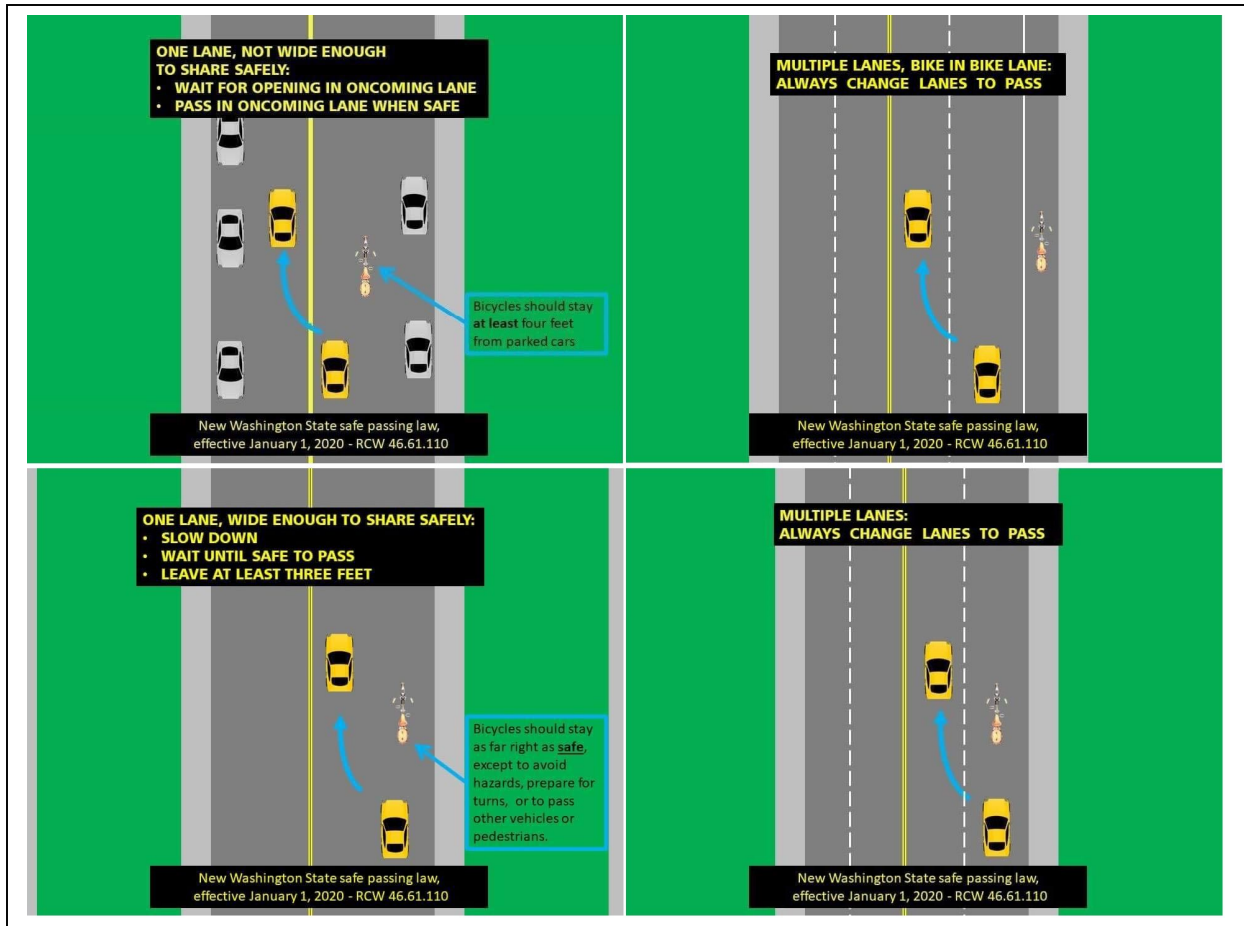 ONE LANE, NOT WIDE ENOUGH
TO SHARE SAFELY:
• WAIT FOR OPENING IN ONCOMING LANE
• PASS IN ONCOMING LANE WHEN SAFE
Bicycles should stay
at least four feet
from parked cars
New Washington State safe passing law,
effective January 1, 2020 - RCW 46.61.110
MULTIPLE LANES, BIKE IN BIKE LANE:
ALWAYS CHANGE LANES TO PASS
New Washington State safe passing law,
effective January 1, 2020 - RCW 46.61.110
ONE LANE, WIDE ENOUGH TO SHARE SAFELY:
• SLOW DOWN
• WAIT UNTIL SAFE TO PASS
• LEAVE AT LEAST THREE FEET
Bicycles should stay
as far right as safe,
except to avoid
hazards, prepare for
turns, or to pass
other vehicles or
pedestrians.
New Washington State safe passing law,
effective January 1, 2020 - RCW 46.61.110
MULTIPLE LANES:
ALWAYS CHANGE LANES TO PASS
New Washington State safe passing law,
effective January 1, 2020 - RCW 46.61.110